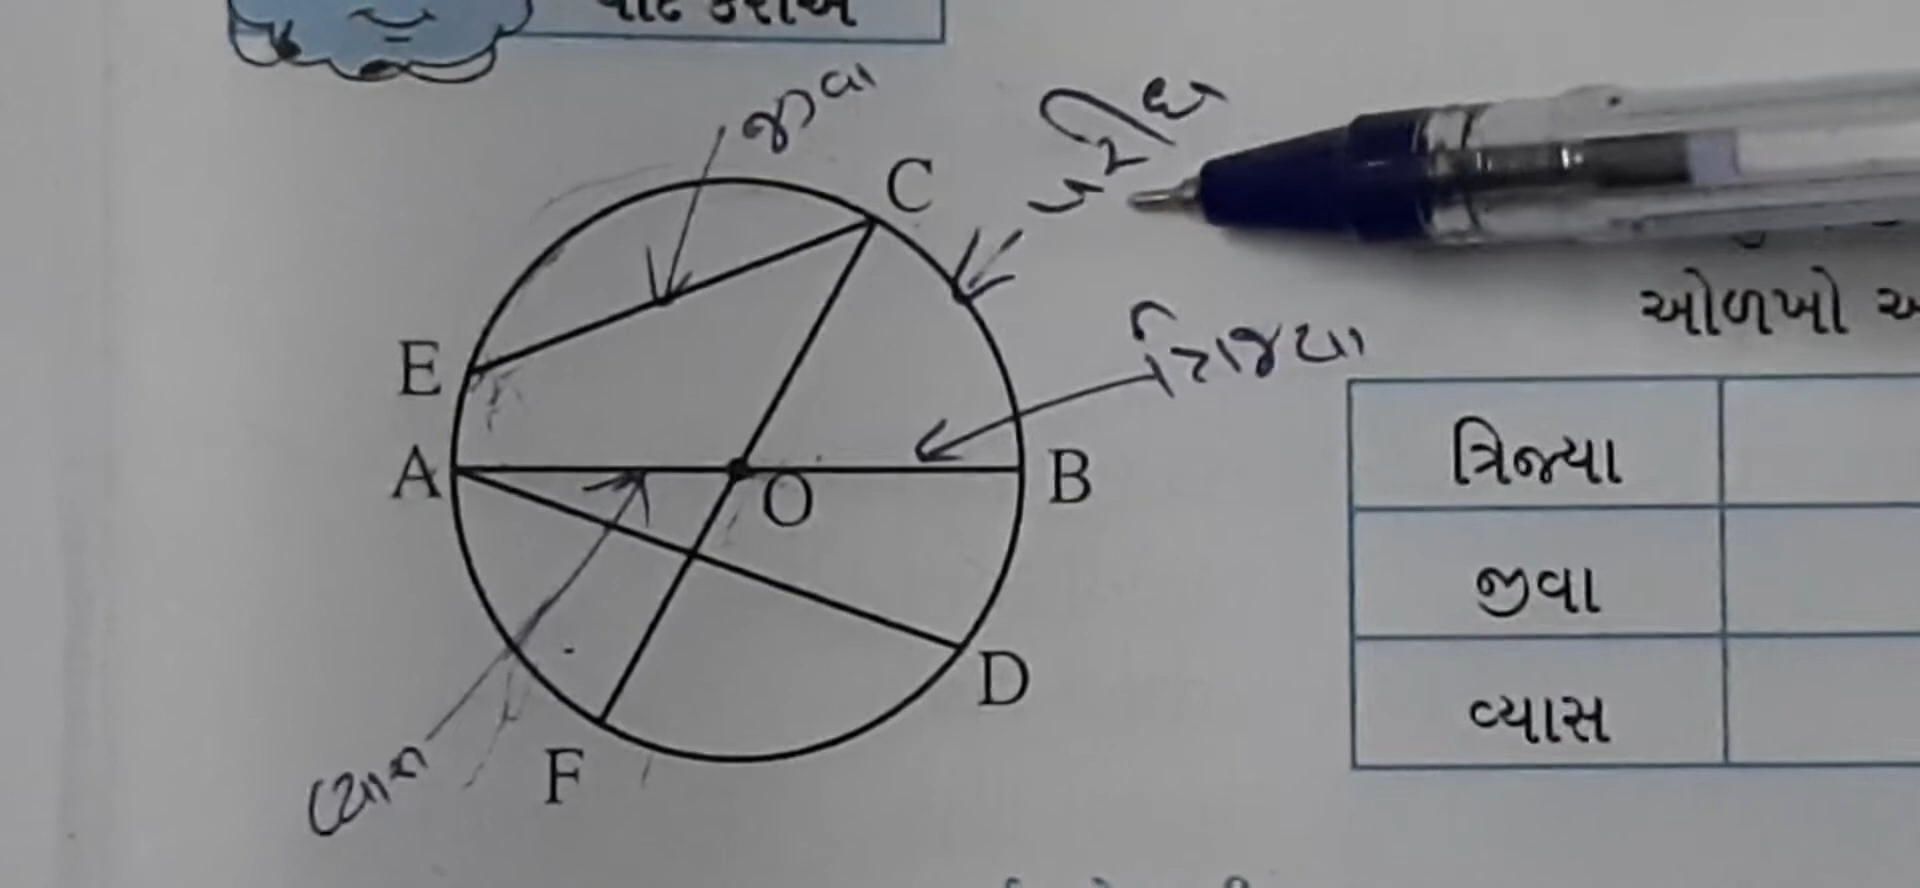 જીવા
પરીઘ
C
ઓળખો
E
ત્રિજ્યા
A
O
B
ત્રિજ્યા
જીવા
D
વ્યાસ
F
વ્યાસ